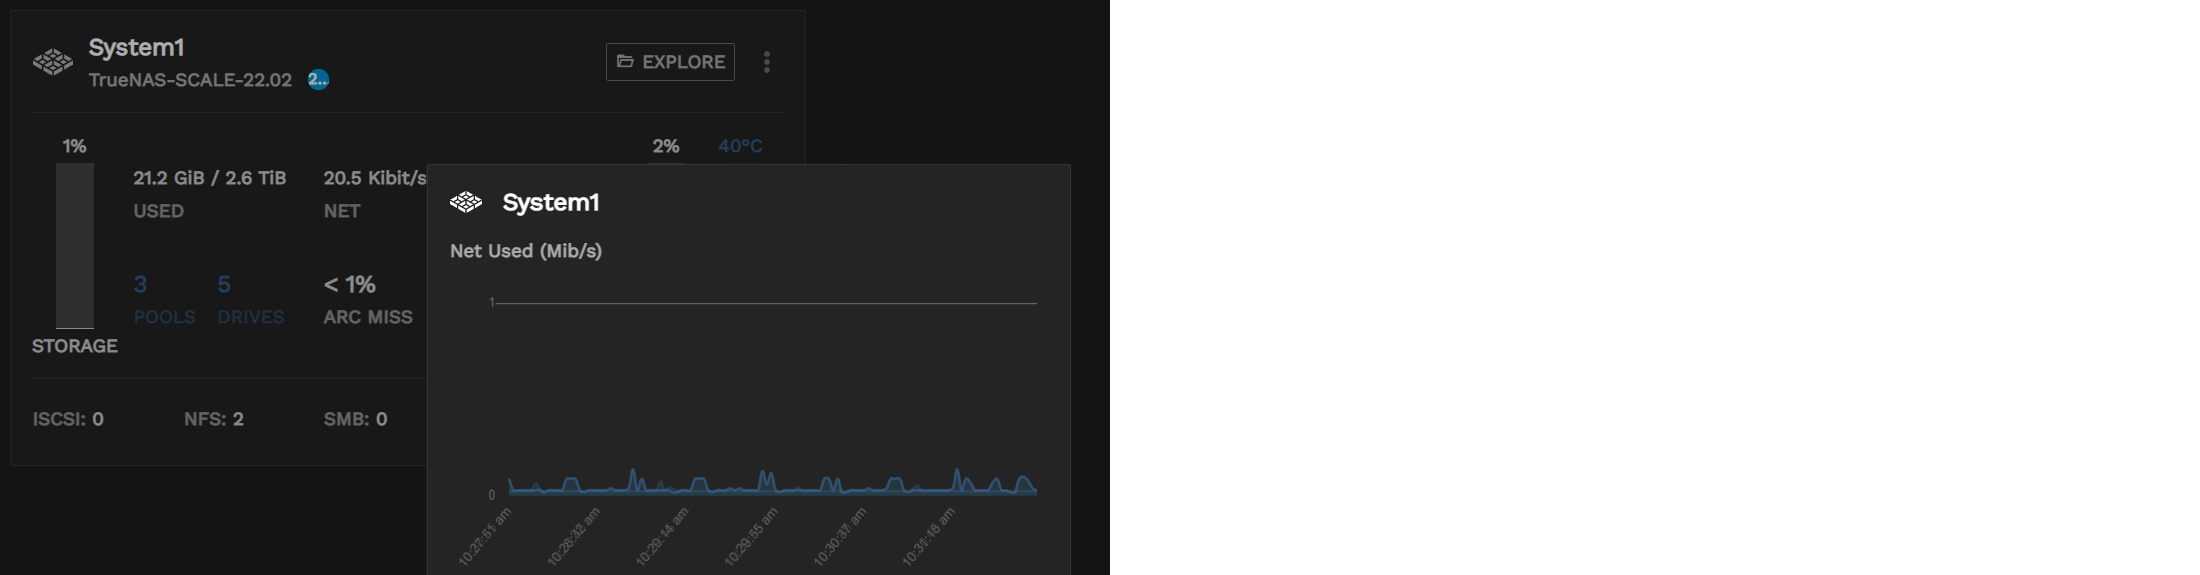 System1
TrueNAS-SCALE-22.02 2...
EXPLORE
1%
2% 40°C
21.2 GiB / 2.6 TiB
USED
20.5 Kibit/s
NET
3
POOLS
5
DRIVES
< 1%
ARC MISS
STORAGE
ISCSI: 0 NFS: 2 SMB: 0
System1
Net Used (Mib/s)
1
0
10:27:51 am
10:28:32 am
10:29:14 am
10:29:55 am
10:30:37 am
10:31:18 am